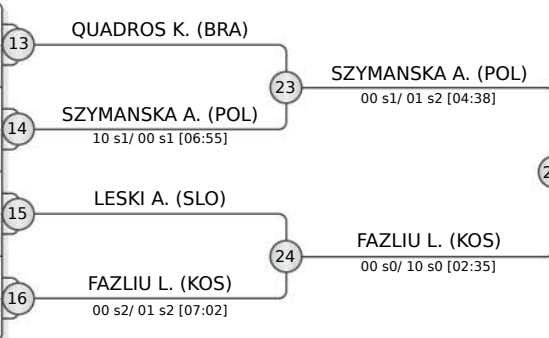 QUADROS K. (BRA)
13
23
SZYMANSKA A. (POL)
00 s1/ 01 s2 [04:38]
14
SZYMANSKA A. (POL)
10 s1/ 00 s1 [06:55]
15
LESKI A. (SLO)
24
FAZLIU L. (KOS)
00 s0/ 10 s0 [02:35]
16
FAZLIU L. (KOS)
00 s2/ 01 s2 [07:02]